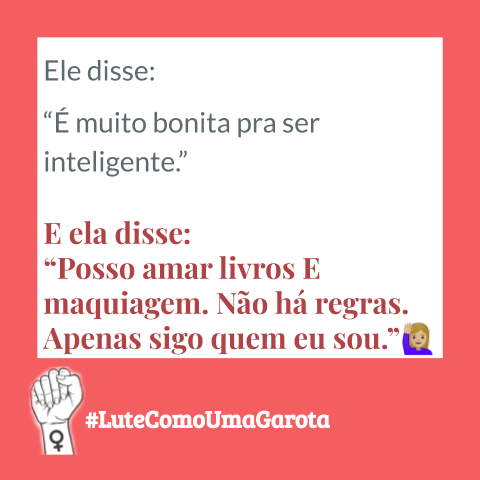 Ele disse:
“É muito bonita pra ser
inteligente.”
E ela disse:
“Posso amar livros E
maquiagem. Não há regras.
Apenas sigo quem eu sou.”🙋🏼‍♀️
#LuteComoUmaGarota